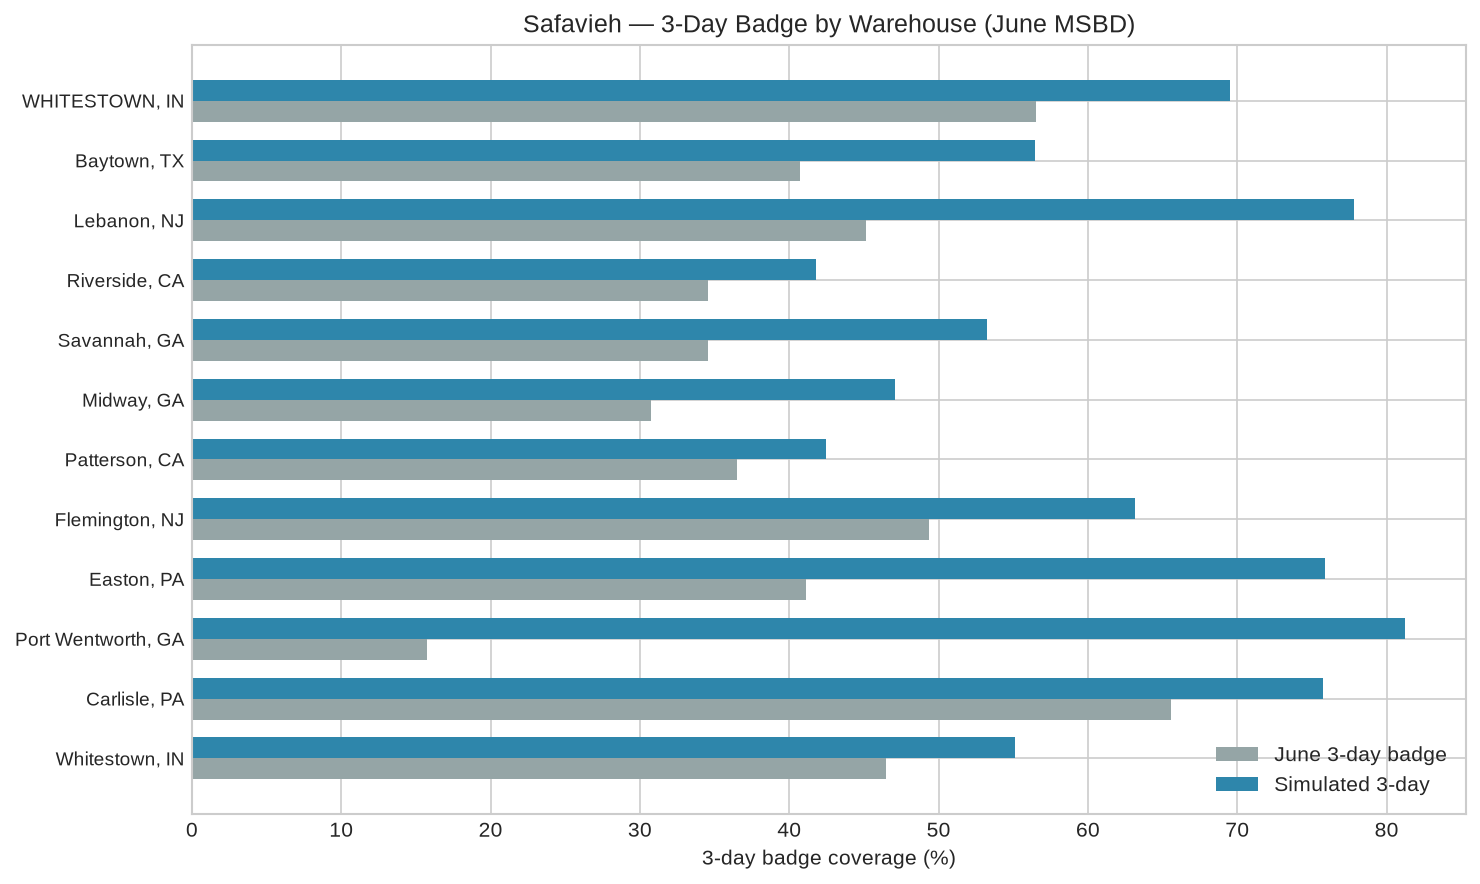 Safavieh — 3-Day Badge by Warehouse (June MSBD)
WHITESTOWN, IN
Baytown, TX
Lebanon, NJ
Riverside, CA
Savannah, GA
Midway, GA
Patterson, CA
Flemington, NJ
Easton, PA
Port Wentworth, GA
Carlisle, PA
Whitestown, IN
June 3-day badge
Simulated 3-day
0 10 20 30 40 50 60 70 80
3-day badge coverage (%)